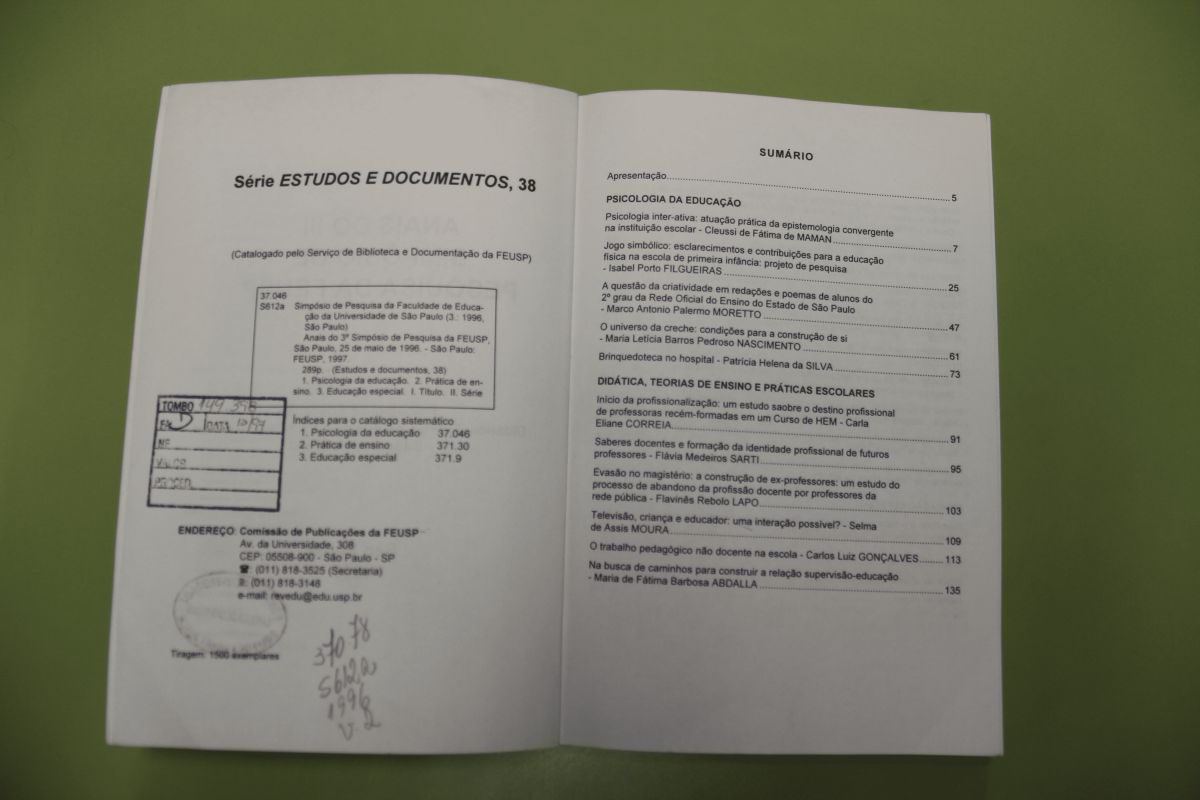 Série ESTUDOS E DOCUMENTOS, 38
(Catalogado pelo Serviço de Biblioteca e Documentação da FEUSP)
37.046
S612a Simpósio de Pesquisa da Faculdade de Educa-
ção da Universidade de São Paulo (3.: 1996,
São Paulo)
Anais do 3º Simpósio de Pesquisa da FEUSP,
São Paulo, 25 de maio de 1996. - São Paulo:
FEUSP, 1997.
289p. (Estudos e documentos, 38)
1. Psicologia da educação. 2. Prática de en-
sino. 3. Educação especial. I. Título. II. Série
TOMBO
DATA
Nº
VALOR
Índices para o catálogo sistemático
1. Psicologia da educação 37.046
2. Prática de ensino 371.30
3. Educação especial 371.9
ENDEREÇO: Comissão de Publicações da FEUSP
Av. da Universidade, 308
CEP: 05508-900 - São Paulo - SP
☎ (011) 818-3525 (Secretaria)
(011) 818-3148
e-mail: revedu@edu.usp.br
Tiragem: 1500 exemplares
370.78
S612a
1996
v.2
SUMÁRIO
Apresentação 5
PSICOLOGIA DA EDUCAÇÃO
Psicologia inter-ativa: atuação prática da epistemologia convergente
na instituição escolar - Cleussi de Fátima de MAMAN 7
Jogo simbólico: esclarecimentos e contribuições para a educação
física na escola de primeira infância: projeto de pesquisa
- Isabel Porto FILGUEIRAS 25
A questão da criatividade em redações e poemas de alunos do
2º grau da Rede Oficial do Ensino do Estado de São Paulo
- Marco Antonio Palermo MORETTO 47
O universo da creche: condições para a construção de si
- Maria Letícia Barros Pedroso NASCIMENTO 61
Brinquedoteca no hospital - Patrícia Helena da SILVA 73
DIDÁTICA, TEORIAS DE ENSINO E PRÁTICAS ESCOLARES
Início da profissionalização: um estudo saobre o destino profissional
de professoras recém-formadas em um Curso de HEM - Carla
Eliane CORREIA 91
Saberes docentes e formação da identidade profissional de futuros
professores - Flávia Medeiros SARTI 95
Evasão no magistério: a construção de ex-professores: um estudo do
processo de abandono da profissão docente por professores da
rede pública - Flavinês Rebolo LAPO 103
Televisão, criança e educador: uma interação possível? - Selma
de Assis MOURA 109
O trabalho pedagógico não docente na escola - Carlos Luiz GONÇALVES 113
Na busca de caminhos para construir a relação supervisão-educação
- Maria de Fátima Barbosa ABDALLA 135